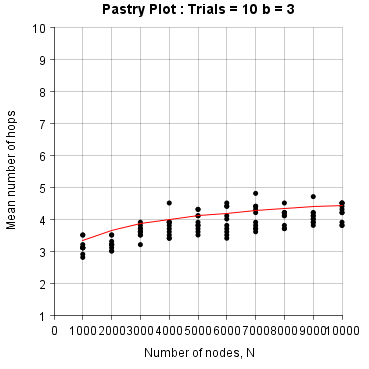 Pastry Plot : Trials = 10 b = 3
10
9
8
7
6
5
4
3
2
1
0 1000 2000 3000 4000 5000 6000 7000 8000 9000 10000
Mean number of hops
Number of nodes, N